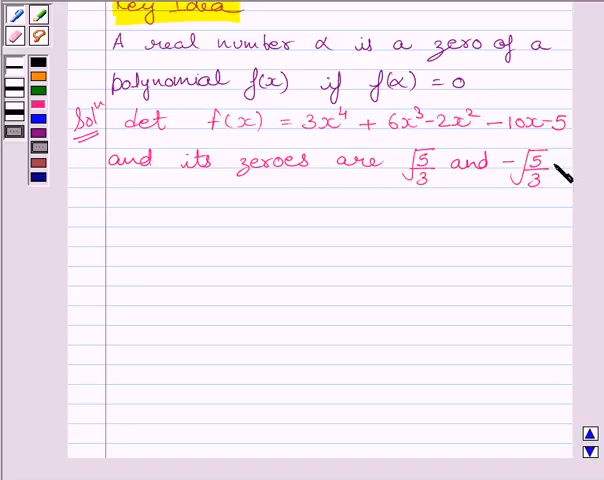 Key Idea
A real number α is a zero of a
polynomial f(x) if f(α) = 0
Solⁿ det f(x) = 3x⁴ + 6x³ - 2x² - 10x - 5
and its zeroes are √5/3 and -√5/3